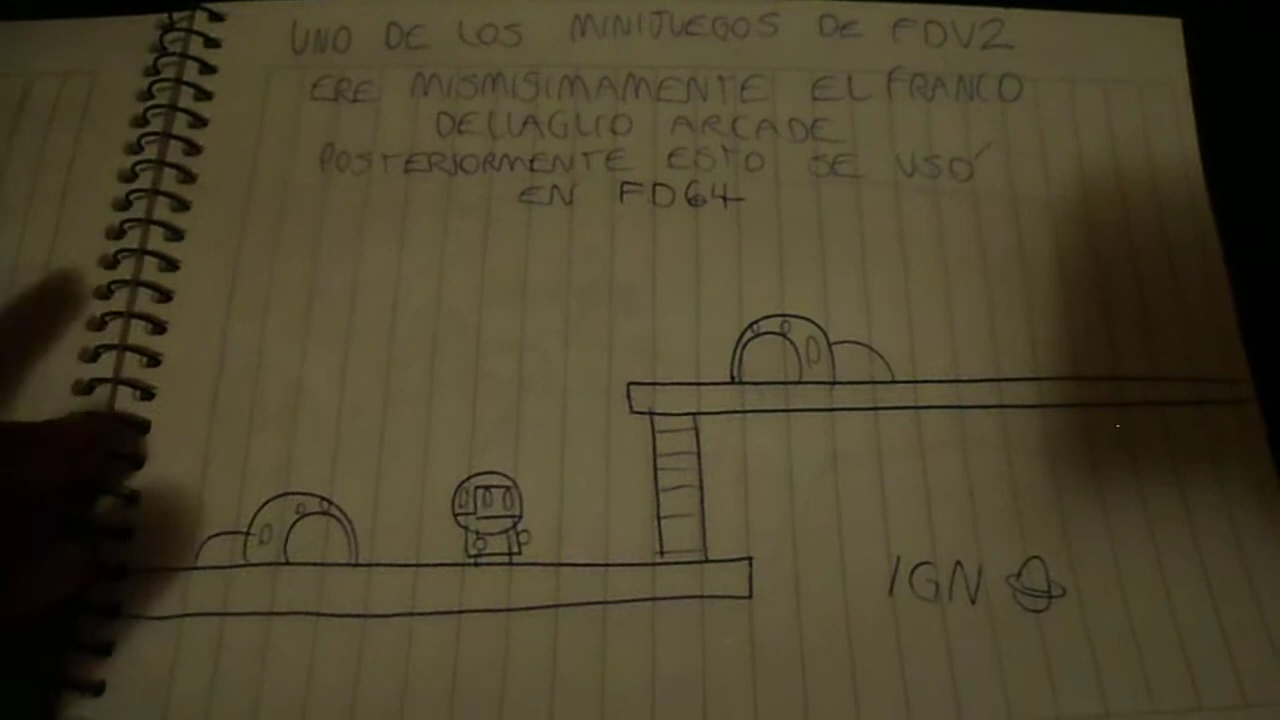 UNO DE LOS MINIJUEGOS DE FDV2
ERE MISMISIMAMENTE EL FRANCO
DELLAGLIO ARCADE
POSTERIORMENTE ESTO SE USÓ
EN FD64
IGN